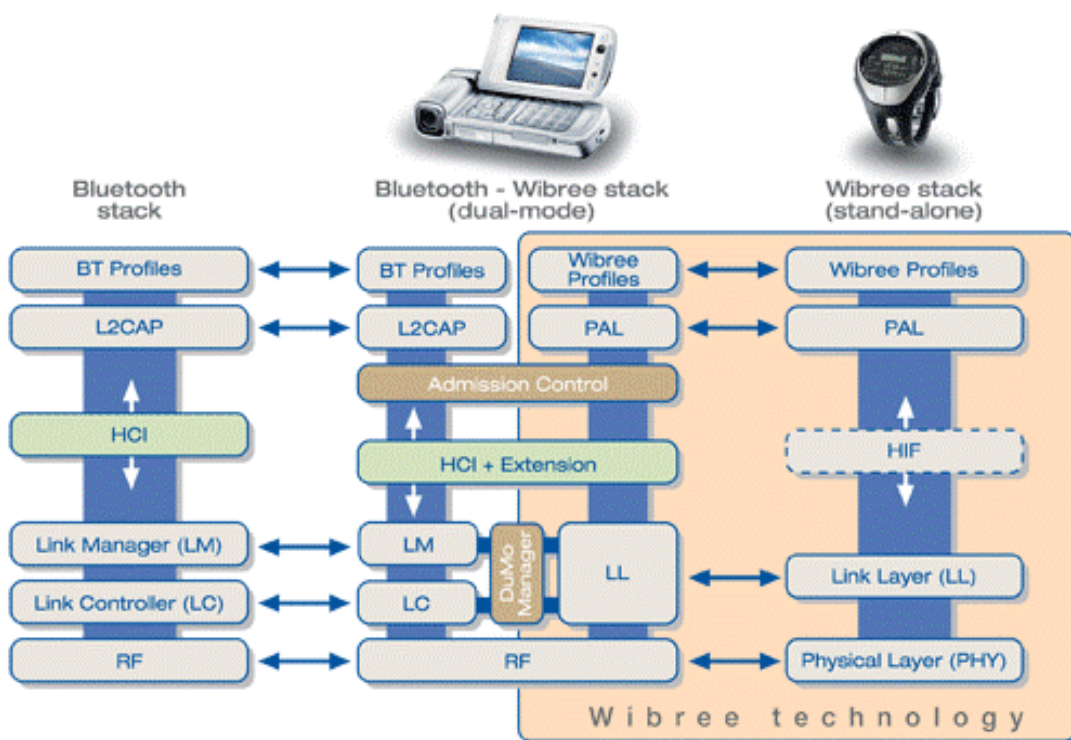 Bluetooth
stack
Bluetooth - Wibree stack
(dual-mode)
Wibree stack
(stand-alone)
BT Profiles
BT Profiles
Wibree
Profiles
Wibree Profiles
L2CAP
L2CAP
PAL
PAL
Admission Control
HCI
HCI + Extension
HIF
Link Manager (LM)
LM
DuMo
Manager
LL
Link Layer (LL)
Link Controller (LC)
LC
RF
RF
Physical Layer (PHY)
Wibree technology